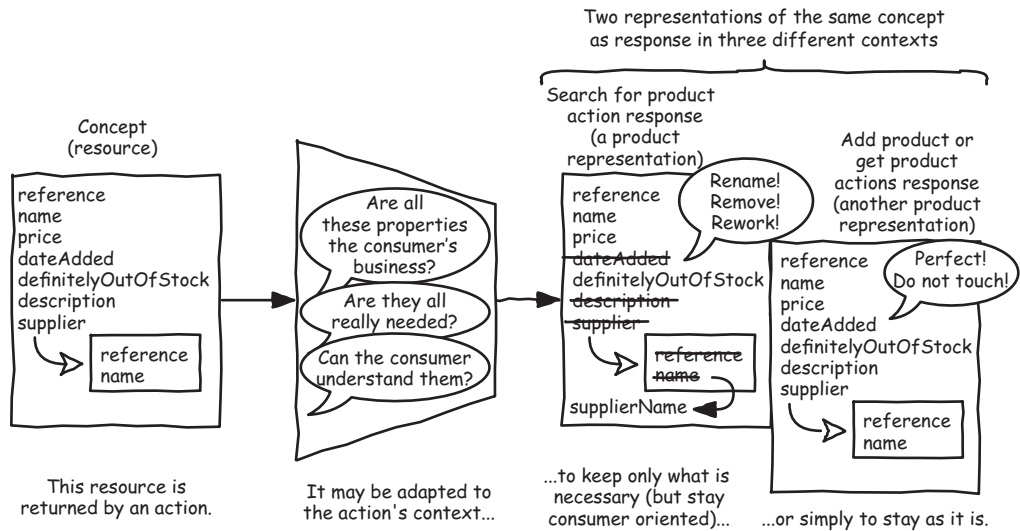 Two representations of the same concept
as response in three different contexts
Concept
(resource)
reference
name
price
dateAdded
definitelyOutOfStock
description
supplier
reference
name
This resource is
returned by an action.
Are all
these properties
the consumer's
business?
Are they all
really needed?
Can the consumer
understand them?
It may be adapted to
the action's context...
Search for product
action response
(a product
representation)
Rename!
Remove!
Rework!
reference
name
price
dateAdded
definitelyOutOfStock
description
supplier
reference
name
supplierName
...to keep only what is
necessary (but stay
consumer oriented)...
Add product or
get product
actions response
(another product
representation)
Perfect!
Do not touch!
reference
name
price
dateAdded
definitelyOutOfStock
description
supplier
reference
name
...or simply to stay as it is.